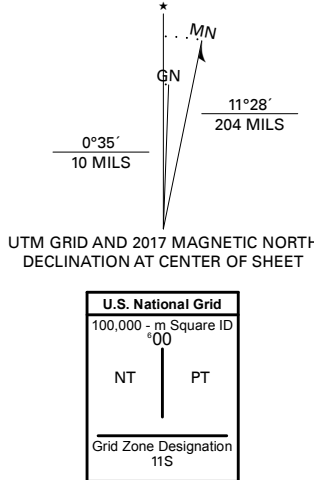 ★
MN
GN
0°35´
10 MILS
11°28´
204 MILS
UTM GRID AND 2017 MAGNETIC NORTH
DECLINATION AT CENTER OF SHEET
U.S. National Grid
100,000 - m Square ID
⁶00
NT PT
Grid Zone Designation
11S